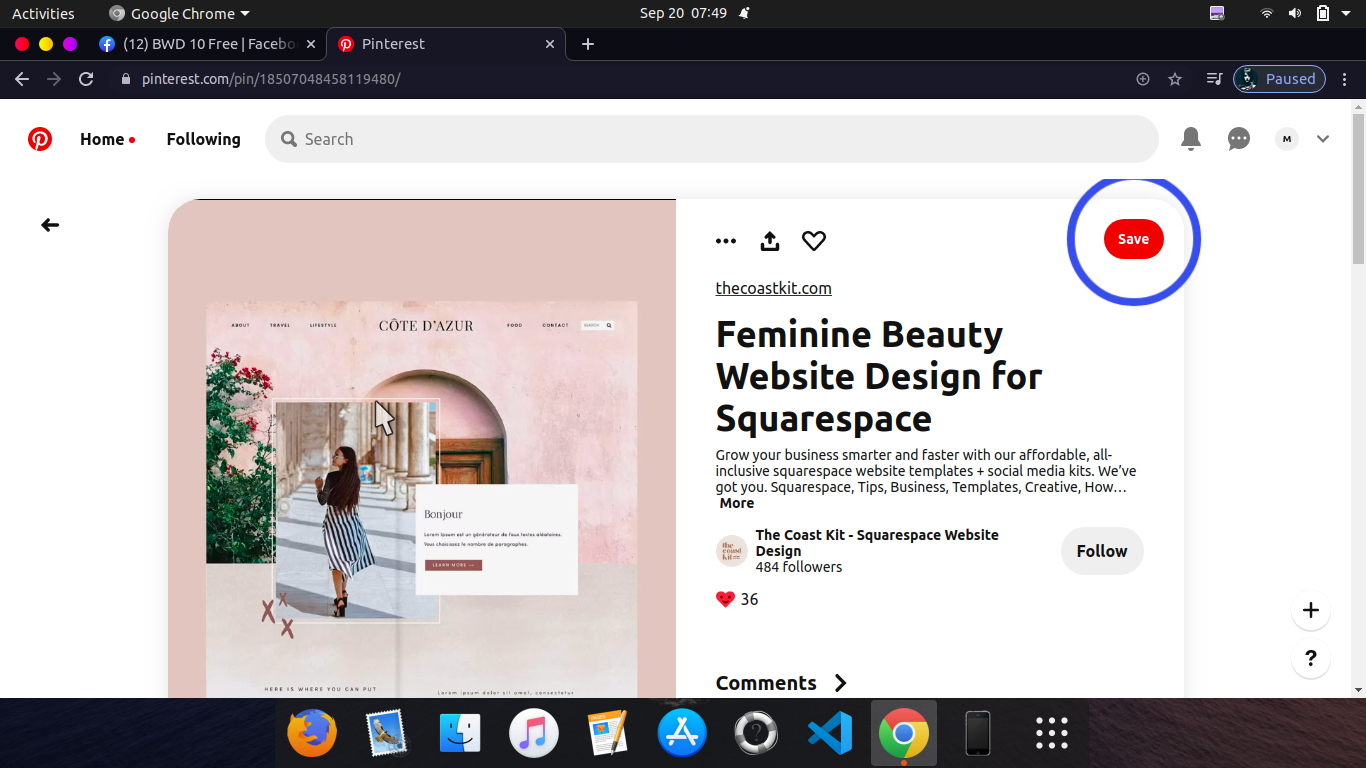 Activities
Google Chrome
Sep 20 07:49
(12) BWD 10 Free | Facebo
Pinterest
pinterest.com/pin/18507048458119480/
Paused
Home
Following
Search
M
Save
thecoastkit.com
Feminine Beauty
Website Design for
Squarespace
Grow your business smarter and faster with our affordable, all-
inclusive squarespace website templates + social media kits. We've
got you. Squarespace, Tips, Business, Templates, Creative, How…
More
the
coast
kit
The Coast Kit - Squarespace Website
Design
484 followers
Follow
36
Comments
?
ABOUT
TRAVEL
LIFESTYLE
CÔTE D'AZUR
FOOD
CONTACT
SEARCH
Bonjour
Lorem Ipsum est un générateur de faux textes aléatoires.
Vous choisissez le nombre de paragraphes.
LEARN MORE
X X X
HERE IS WHERE YOU CAN PUT
Lorem ipsum dolor sit amet, consectetur